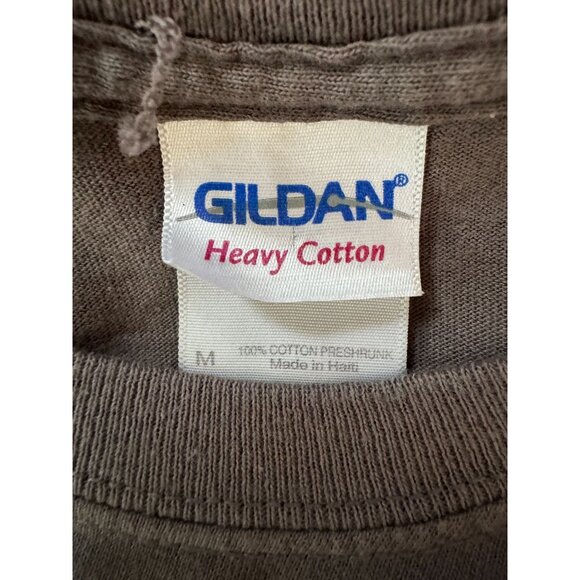 GILDAN®
Heavy Cotton
M 100% COTTON PRESHRUNK
Made in Haiti